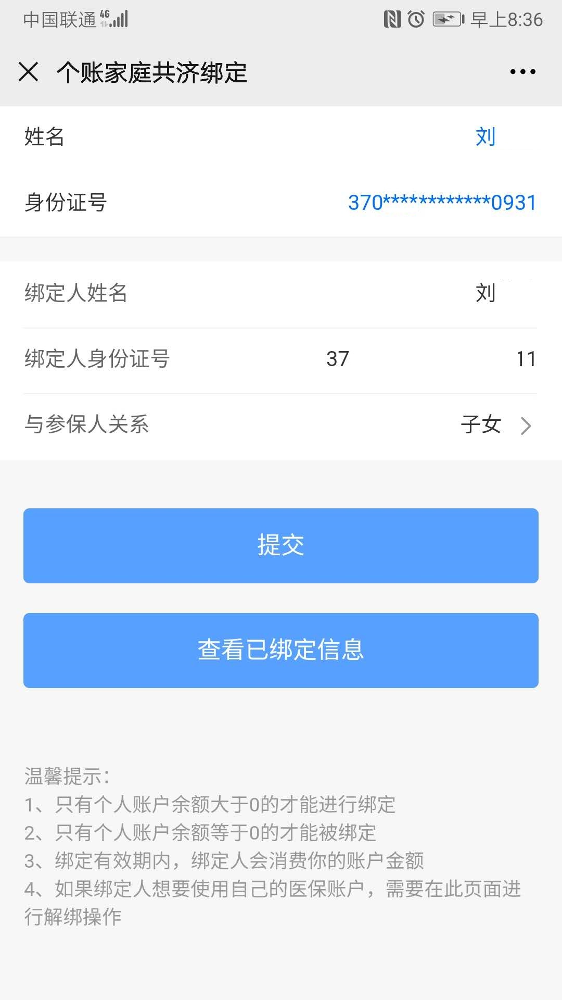 中国联通 4G 早上8:36
个账家庭共济绑定
姓名 刘
身份证号 370************0931
绑定人姓名 刘
绑定人身份证号 37 11
与参保人关系 子女
提交
查看已绑定信息
温馨提示：
1、只有个人账户余额大于0的才能进行绑定
2、只有个人账户余额等于0的才能被绑定
3、绑定有效期内，绑定人会消费你的账户金额
4、如果绑定人想要使用自己的医保账户，需要在此页面进
行解绑操作